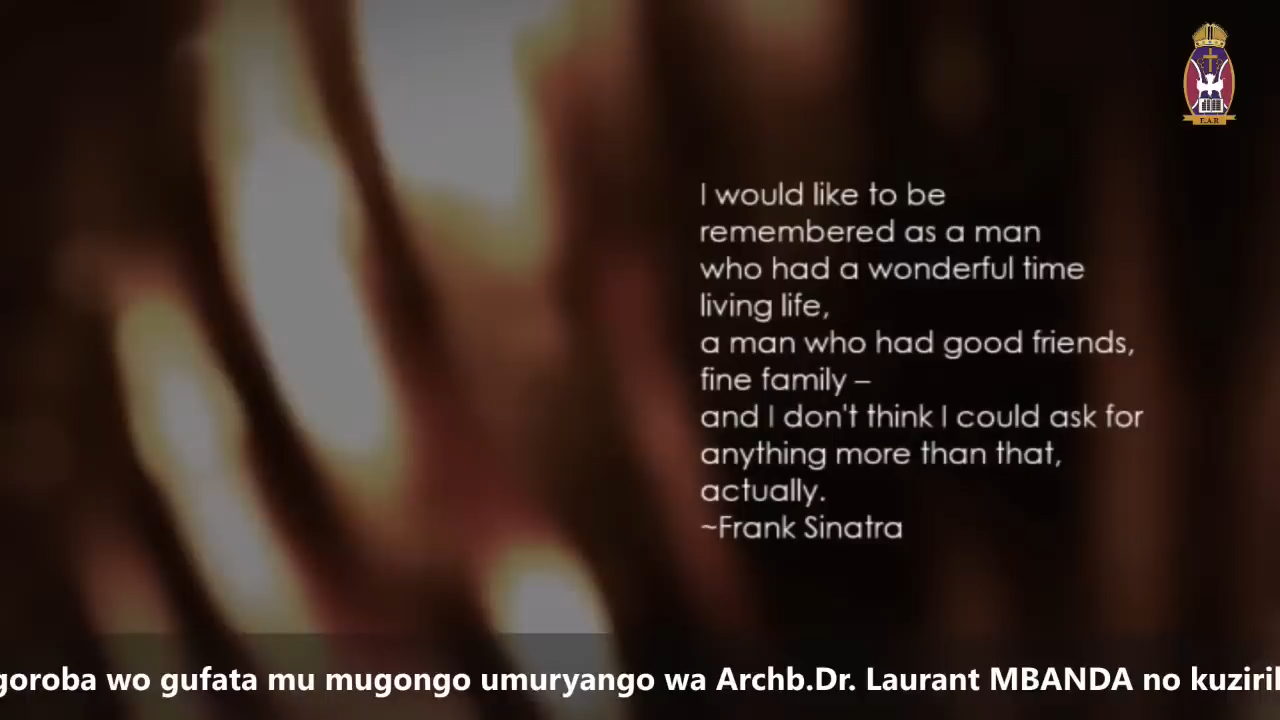 E.A.R
I would like to be
remembered as a man
who had a wonderful time
living life,
a man who had good friends,
fine family –
and I don't think I could ask for
anything more than that,
actually.
~Frank Sinatra
goroba wo gufata mu mugongo umuryango wa Archb.Dr. Laurant MBANDA no kuziril